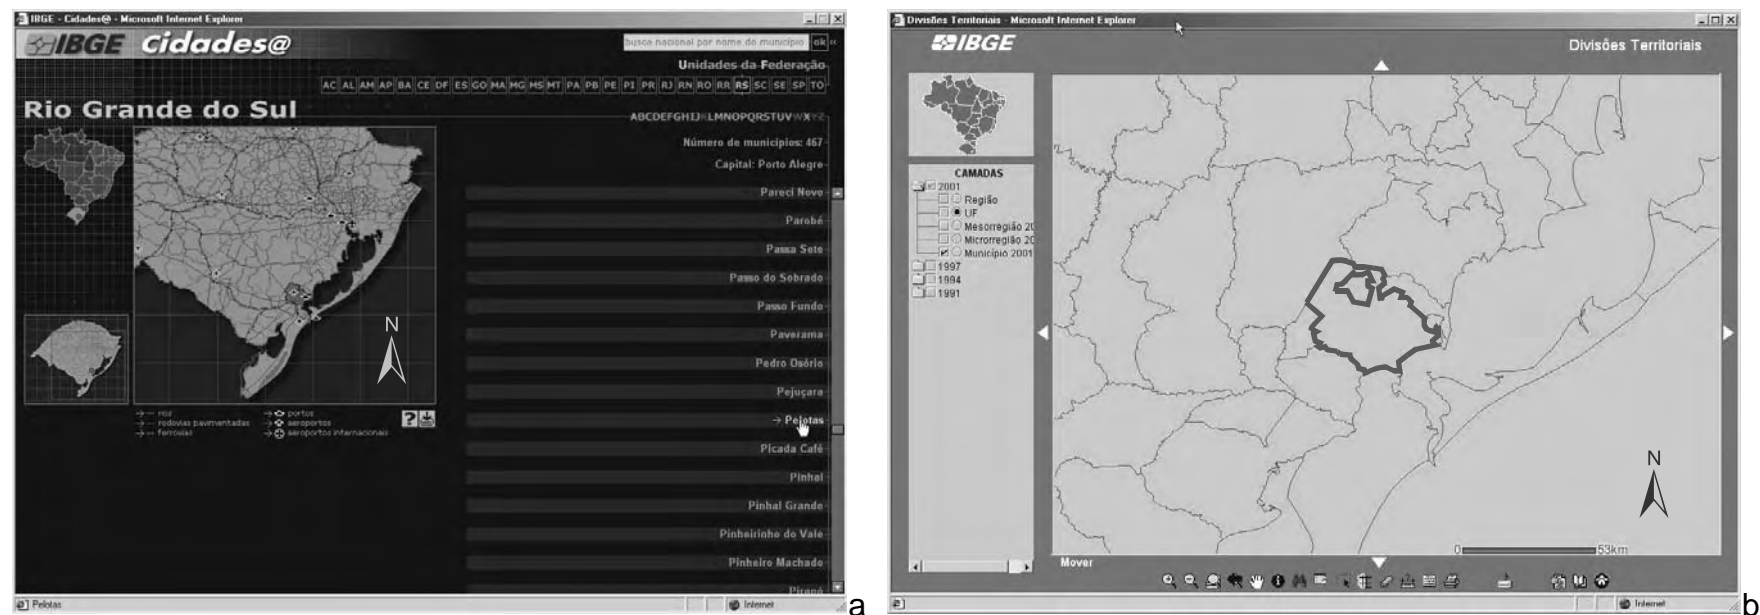 IBGE - Cidades@ - Microsoft Internet Explorer
IBGE Cidades@
busca nacional por nome do município ok
Unidades da Federação
AC AL AM AP BA CE DF ES GO MA MG MS MT PA PB PE PI PR RJ RN RO RR RS SC SE SP TO
Rio Grande do Sul
ABCDEFGHIJKLMNOPQRSTUVWXYZ
Número de municípios: 467
Capital: Porto Alegre
Pareci Novo
Parobé
Passa Sete
Passo do Sobrado
Passo Fundo
Paverama
Pedro Osório
Pejuçara
Pelotas
Picada Café
Pinhal
Pinhal Grande
Pinheirinho do Vale
Pinheiro Machado
Pirapó
N
rios
rodovias pavimentadas
ferrovias
portos
aeroportos
aeroportos internacionais
?
Pelotas
Internet
a
Divisões Territoriais - Microsoft Internet Explorer
IBGE
Divisões Territoriais
CAMADAS
2001
Região
UF
Mesorregião 20
Microrregião 20
Município 2001
1997
1994
1991
N
0 53km
Mover
Internet
b